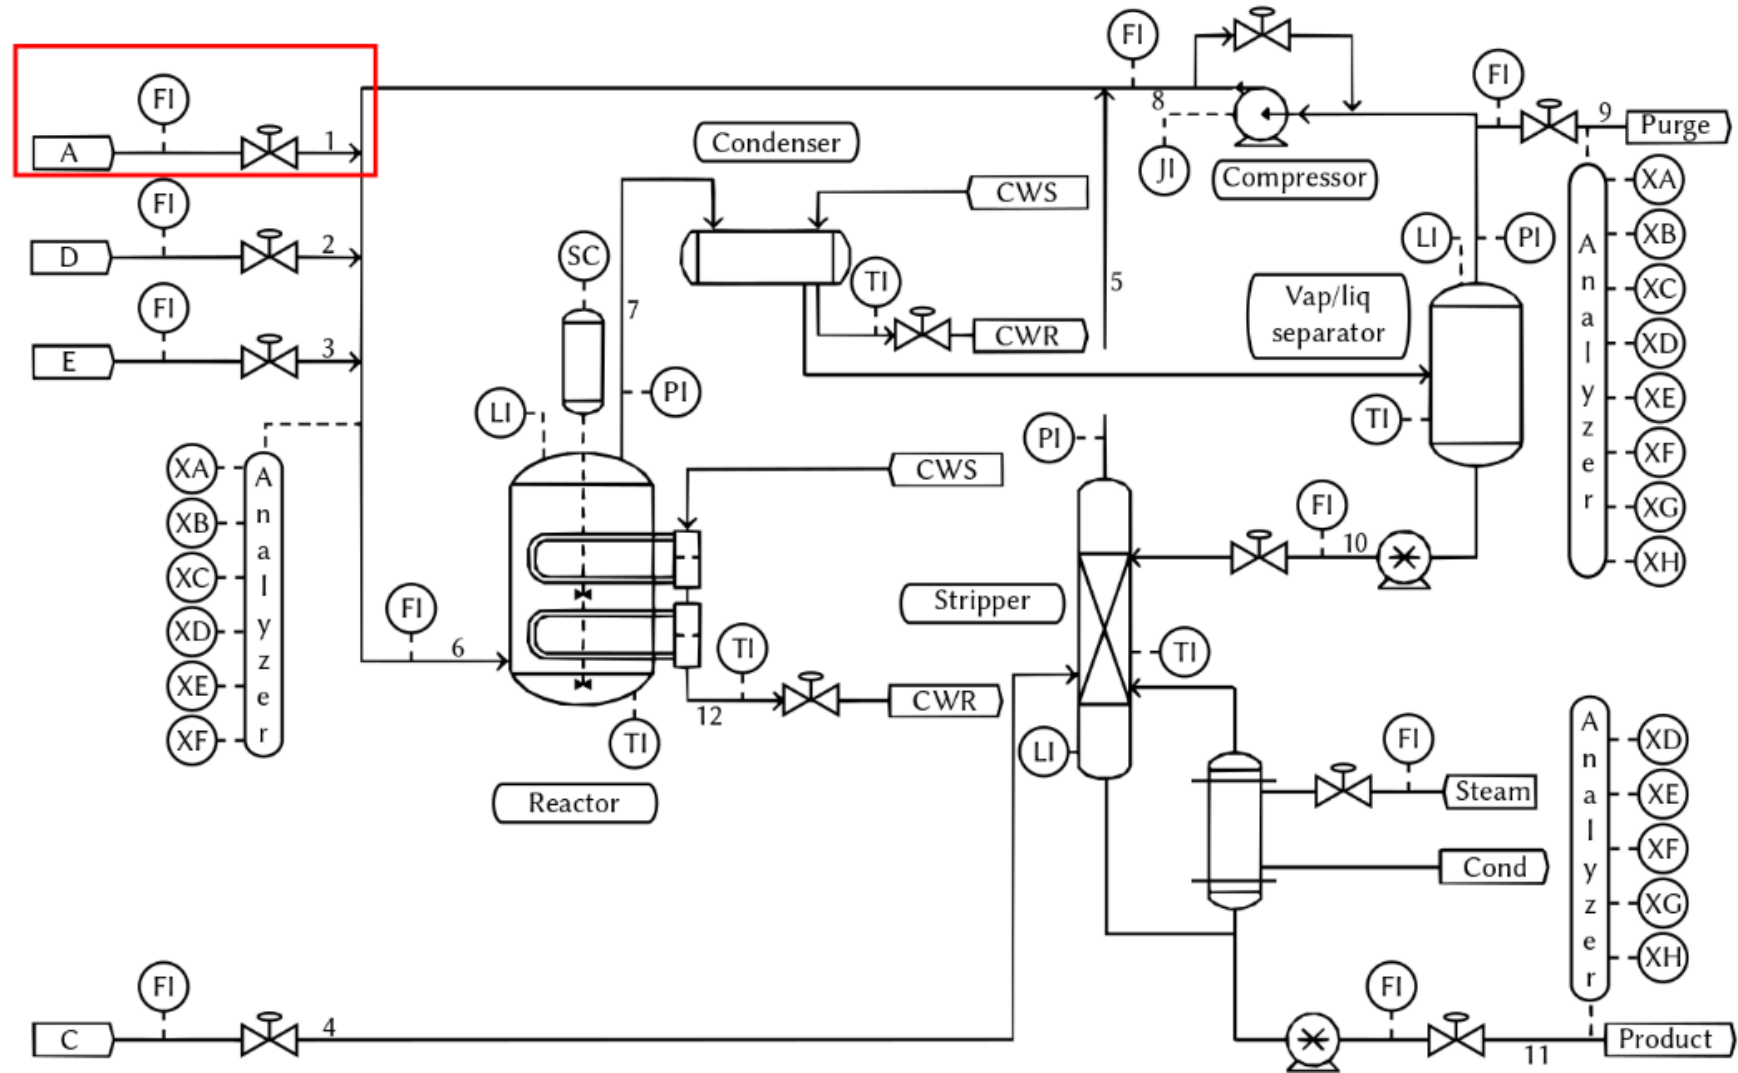 FI
FI
A
1
8
JI
Condenser
Compressor
FI
9
Purge
FI
D
2
CWS
XA
XB
XC
XD
XE
XF
XG
XH
Analyzer
SC
7
TI
CWR
5
LI
PI
Vap/liq
separator
TI
FI
E
3
LI
PI
PI
CWS
XA
XB
XC
XD
XE
XF
Analyzer
FI
6
FI
10
Stripper
TI
TI
12
CWR
TI
LI
Reactor
FI
Steam
Cond
XD
XE
XF
XG
XH
Analyzer
FI
C
4
FI
11
Product